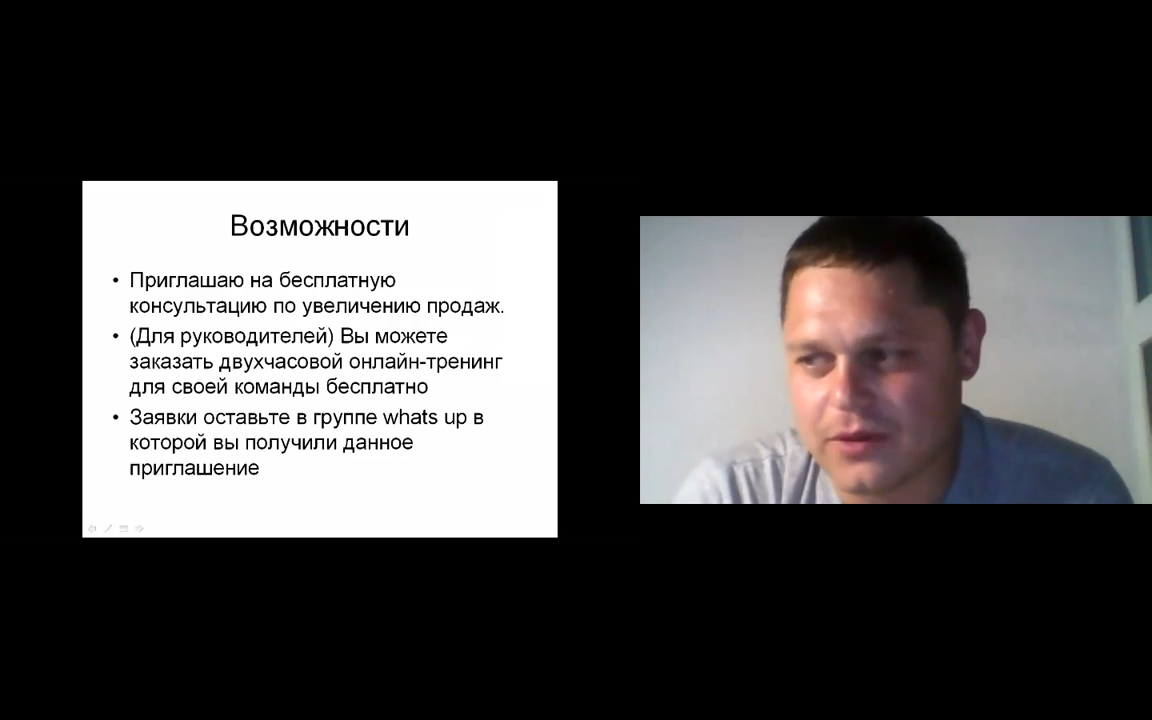 Возможности
• Приглашаю на бесплатную
консультацию по увеличению продаж.
• (Для руководителей) Вы можете
заказать двухчасовой онлайн-тренинг
для своей команды бесплатно
• Заявки оставьте в группе whats up в
которой вы получили данное
приглашение